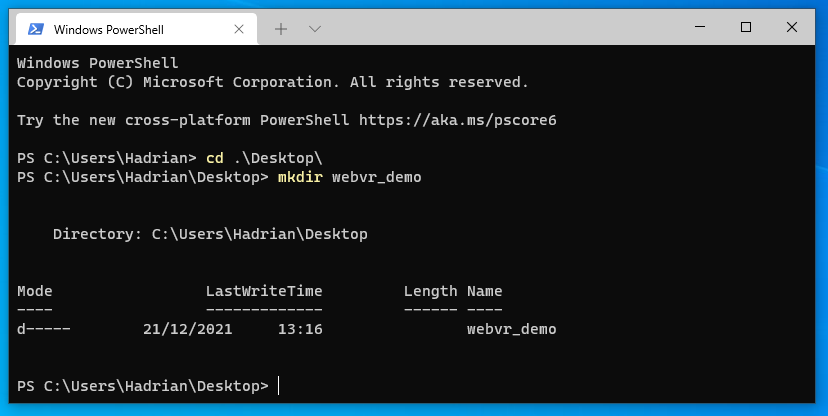 Windows PowerShell
Windows PowerShell
Copyright (C) Microsoft Corporation. All rights reserved.
Try the new cross-platform PowerShell https://aka.ms/pscore6
PS C:\Users\Hadrian> cd .\Desktop\
PS C:\Users\Hadrian\Desktop> mkdir webvr_demo
Directory: C:\Users\Hadrian\Desktop
Mode LastWriteTime Length Name
---- ------------- ------ ----
d----- 21/12/2021 13:16 webvr_demo
PS C:\Users\Hadrian\Desktop>